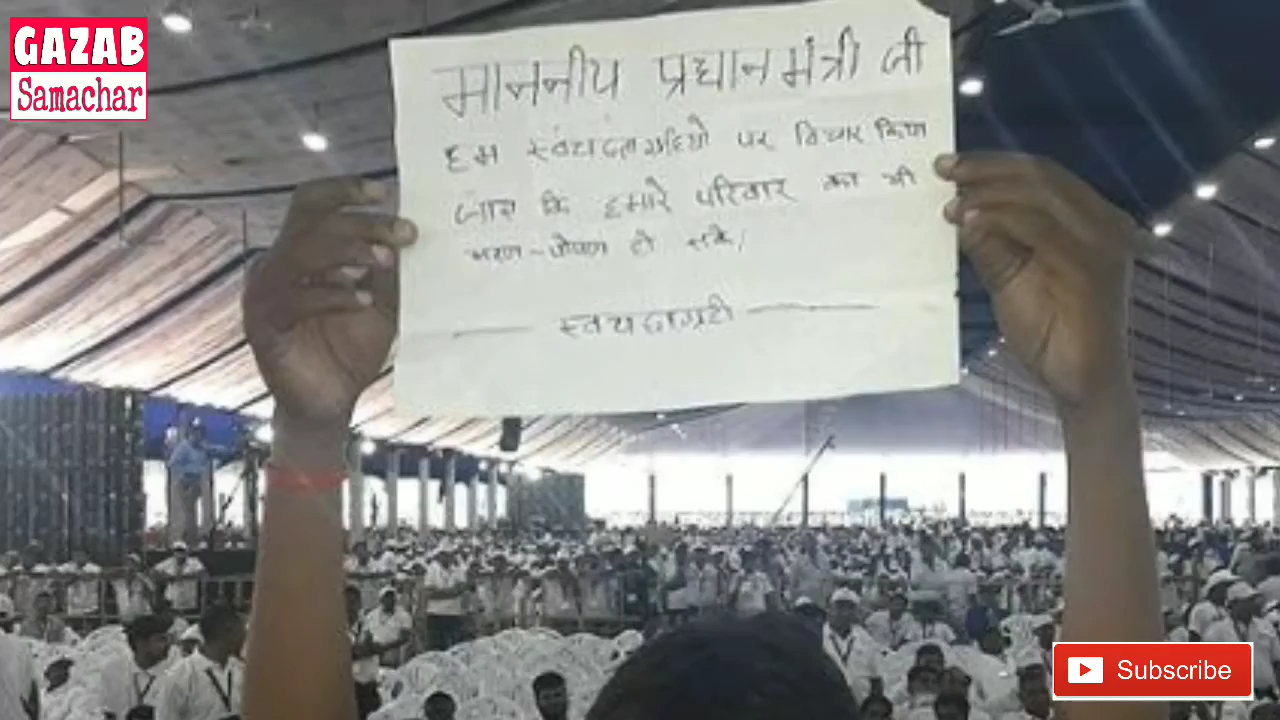 GAZAB
Samachar
माननीय प्रधानमंत्री जी
हम स्वच्छताग्रहियो पर विचार किया
जाय कि हमारे परिवार का भी
भरण-पोषण हो सके।
स्वच्छाग्रही
Subscribe